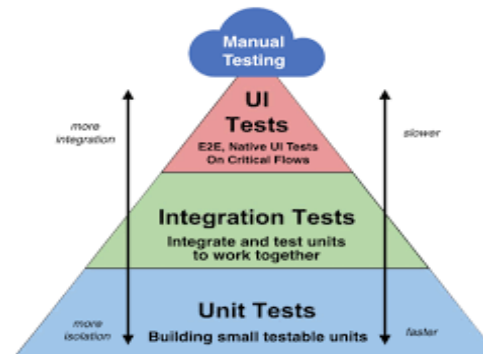 Manual
Testing
UI
Tests
E2E, Native UI Tests
On Critical Flows
more
integration
slower
Integration Tests
Integrate and test units
to work together
Unit Tests
Building small testable units
more
isolation
faster